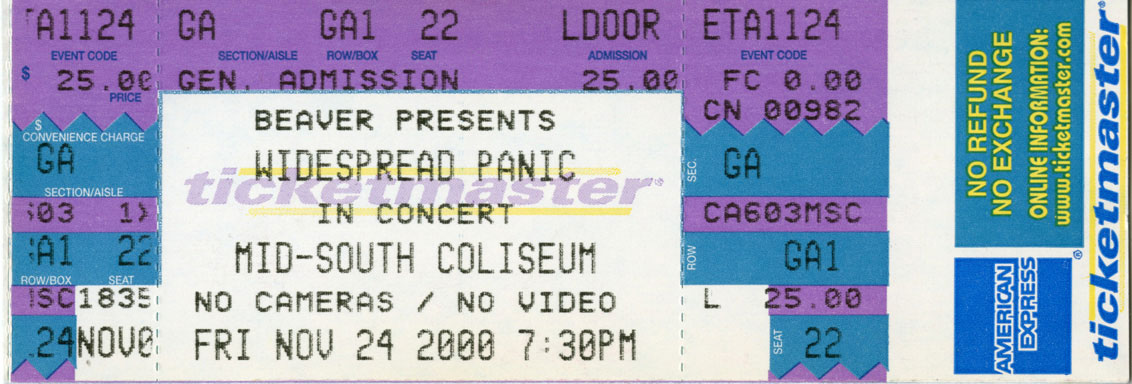 TA1124 GA GA1 22 LDOOR ETA1124
EVENT CODE SECTION/AISLE ROW/BOX SEAT ADMISSION EVENT CODE
$ 25.00 GEN. ADMISSION 25.00 FC 0.00
PRICE
CN 00982
$
CONVENIENCE CHARGE
GA
SECTION/AISLE
603 1X
GA1 22
ROW/BOX SEAT
MSC1835
24NOV0
BEAVER PRESENTS
WIDESPREAD PANIC
ticketmaster®
IN CONCERT
MID-SOUTH COLISEUM
NO CAMERAS / NO VIDEO
FRI NOV 24 2000 7:30PM
SEC. GA
CA603MSC
ROW GA1
L 25.00
SEAT 22
NO REFUND
NO EXCHANGE
ONLINE INFORMATION:
www.ticketmaster.com
AMERICAN
EXPRESS
ticketmaster®